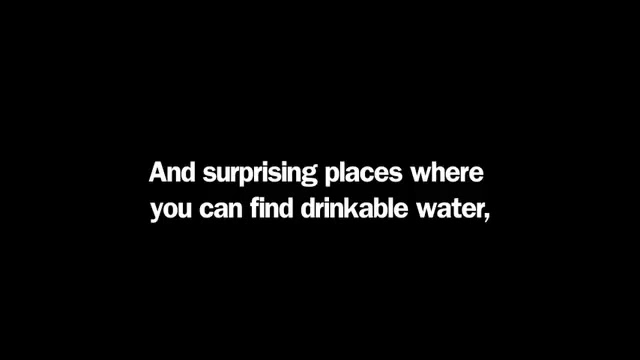 And surprising places where
you can find drinkable water,